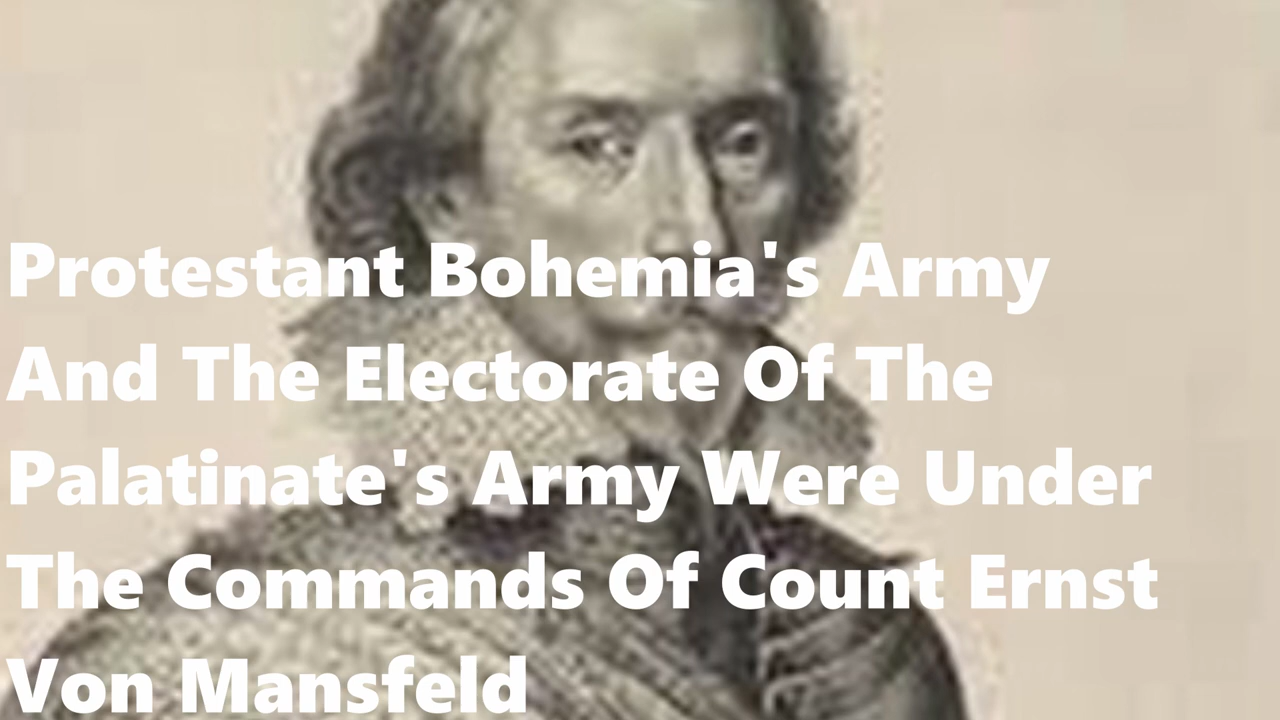 Protestant Bohemia's Army
And The Electorate Of The
Palatinate's Army Were Under
The Commands Of Count Ernst
Von Mansfeld